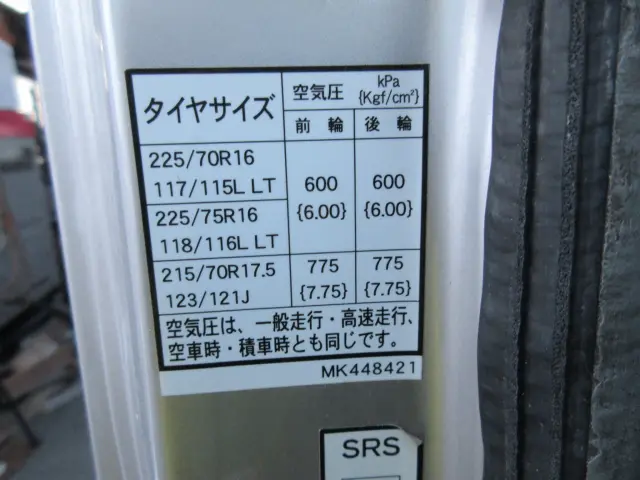 タイヤサイズ
空気圧 kPa {Kgf/cm²}
前輪 後輪
225/70R16
117/115L LT
600 {6.00} 600 {6.00}
225/75R16
118/116L LT
215/70R17.5 775 775
123/121J {7.75} {7.75}
空気圧は、一般走行・高速走行、
空車時・積車時とも同じです。
MK448421
SRS